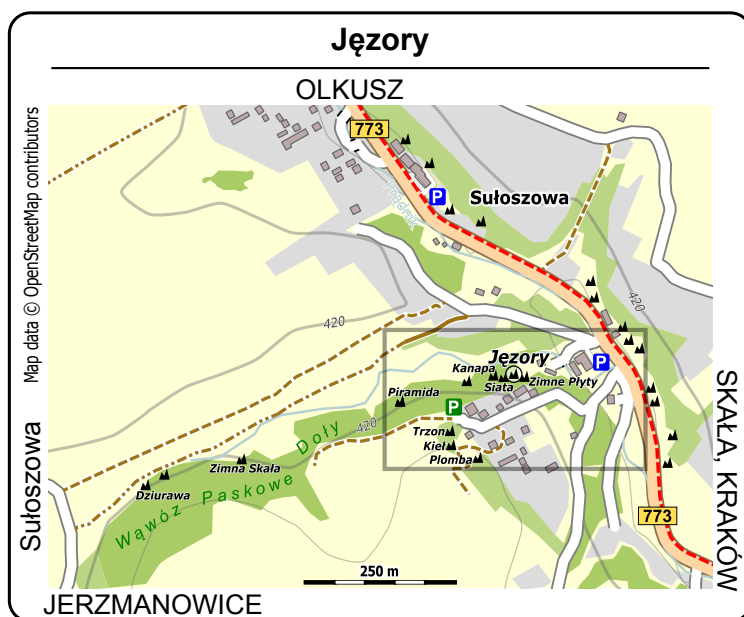 Jęzory
OLKUSZ
Map data © OpenStreetMap contributors
773
P
Sułoszowa
Prądnik
420
420
Jęzory
P
Kanapa
Siata
Zimne Płyty
Piramida
P
420
Doły
Trzon
Kieł
Plomba
Zimna Skała
Dziurawa
Wąwóz Paskowe
Sułoszowa
SKAŁA, KRAKÓW
773
250 m
JERZMANOWICE